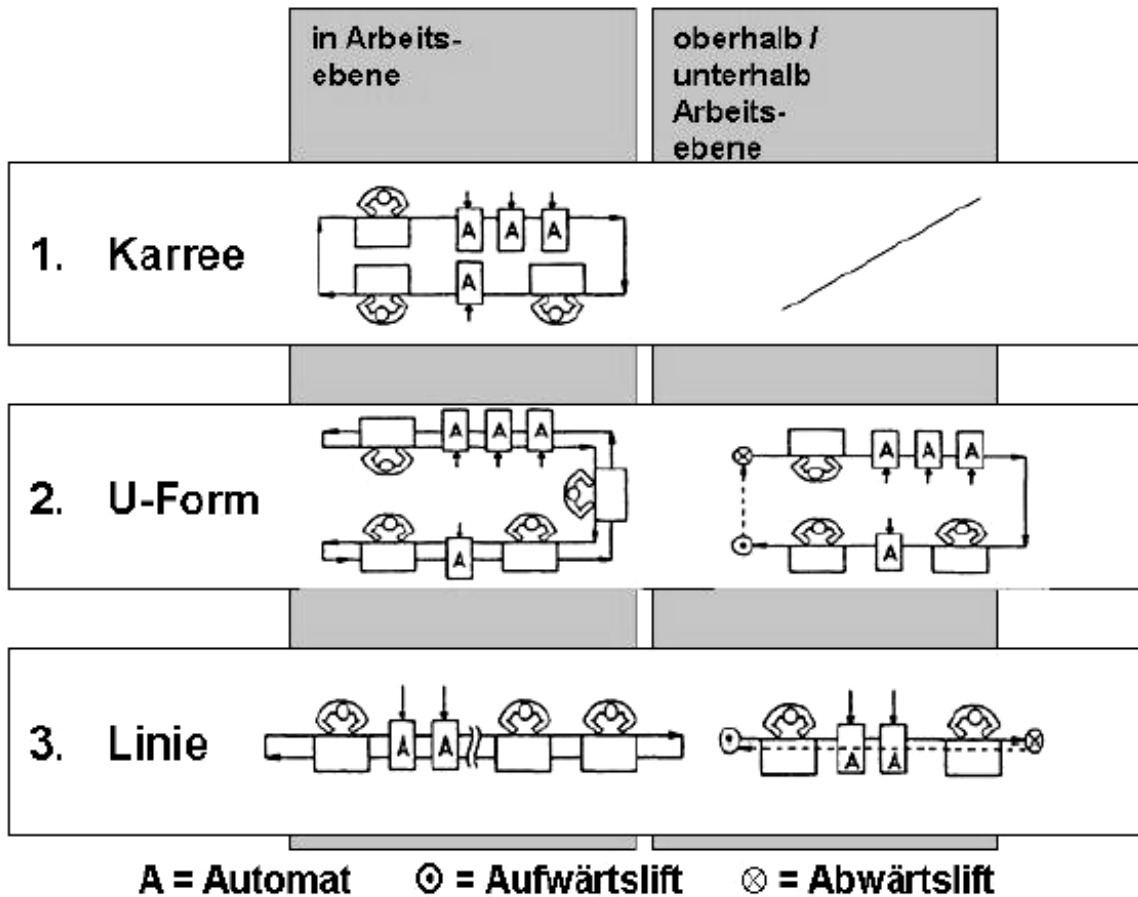 in Arbeits-
ebene
oberhalb /
unterhalb
Arbeits-
ebene
1. Karree
A A A
A
2. U-Form
A A A
A
A A A
A
3. Linie
A A
A A
A = Automat ⊙ = Aufwärtslift ⊗ = Abwärtslift